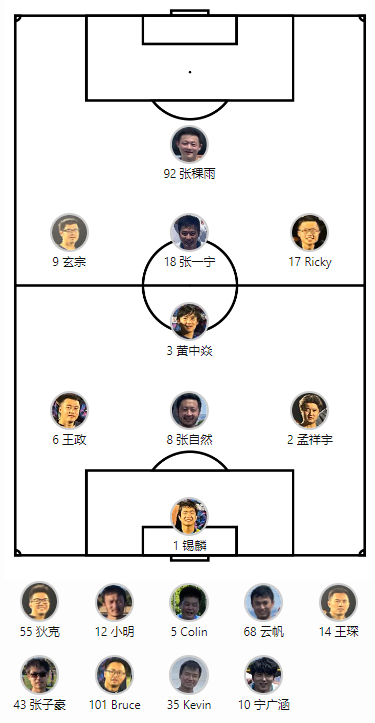 92 张稞雨
9 玄宗
18 张一宁
17 Ricky
3 黄中焱
6 王政
8 张自然
2 孟祥宇
1 锡麟
55 狄克
12 小明
5 Colin
68 云帆
14 王琛
43 张子豪
101 Bruce
35 Kevin
10 宁广涵